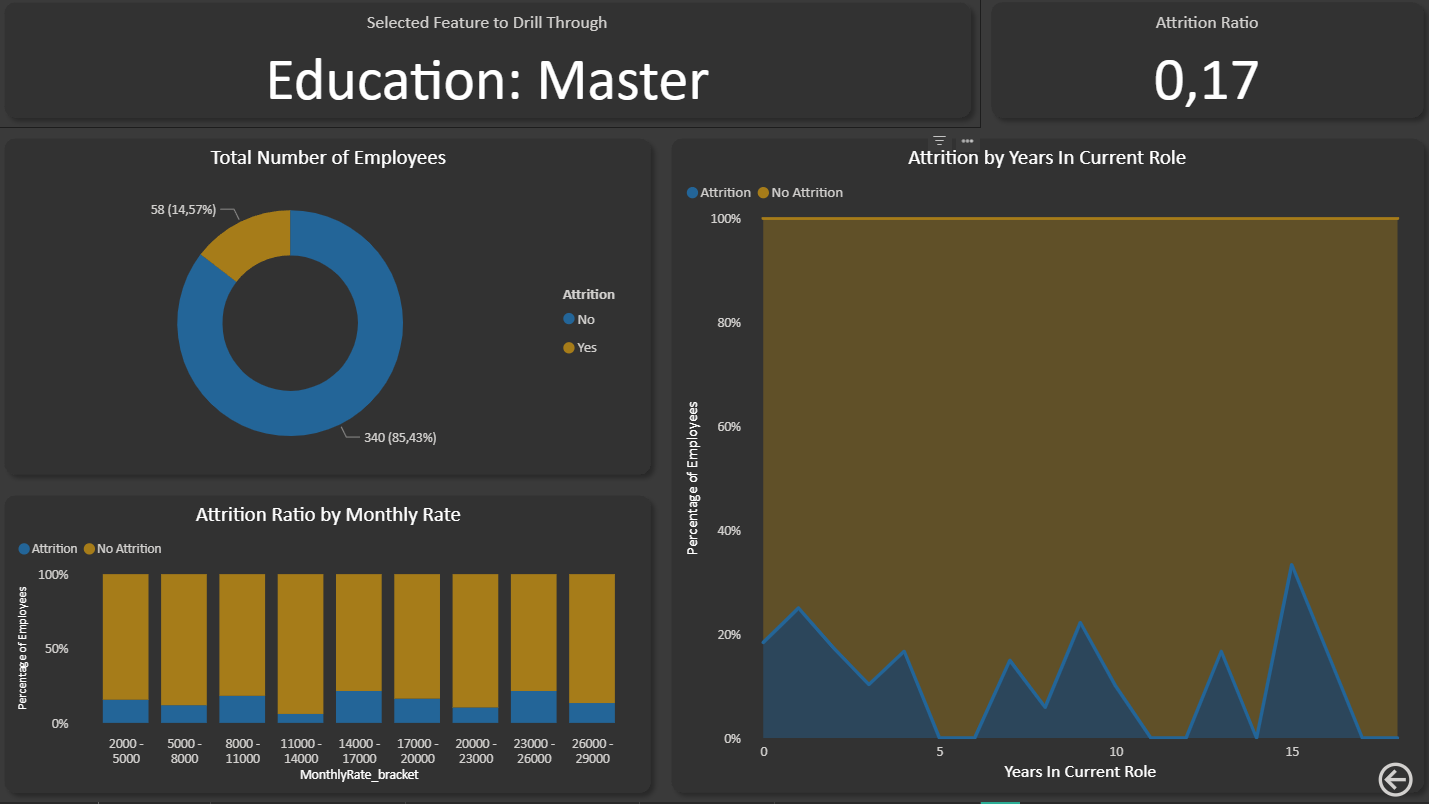 Selected Feature to Drill Through
Education: Master
Attrition Ratio
0,17
Total Number of Employees
58 (14,57%)
340 (85,43%)
Attrition
No
Yes
Attrition Ratio by Monthly Rate
Attrition No Attrition
Percentage of Employees
100%
50%
0%
2000 - 5000 - 8000 - 11000 - 14000 - 17000 - 20000 - 23000 - 26000 -
5000 8000 11000 14000 17000 20000 23000 26000 29000
MonthlyRate_bracket
Attrition by Years In Current Role
Attrition No Attrition
Percentage of Employees
100%
80%
60%
40%
20%
0%
0 5 10 15
Years In Current Role